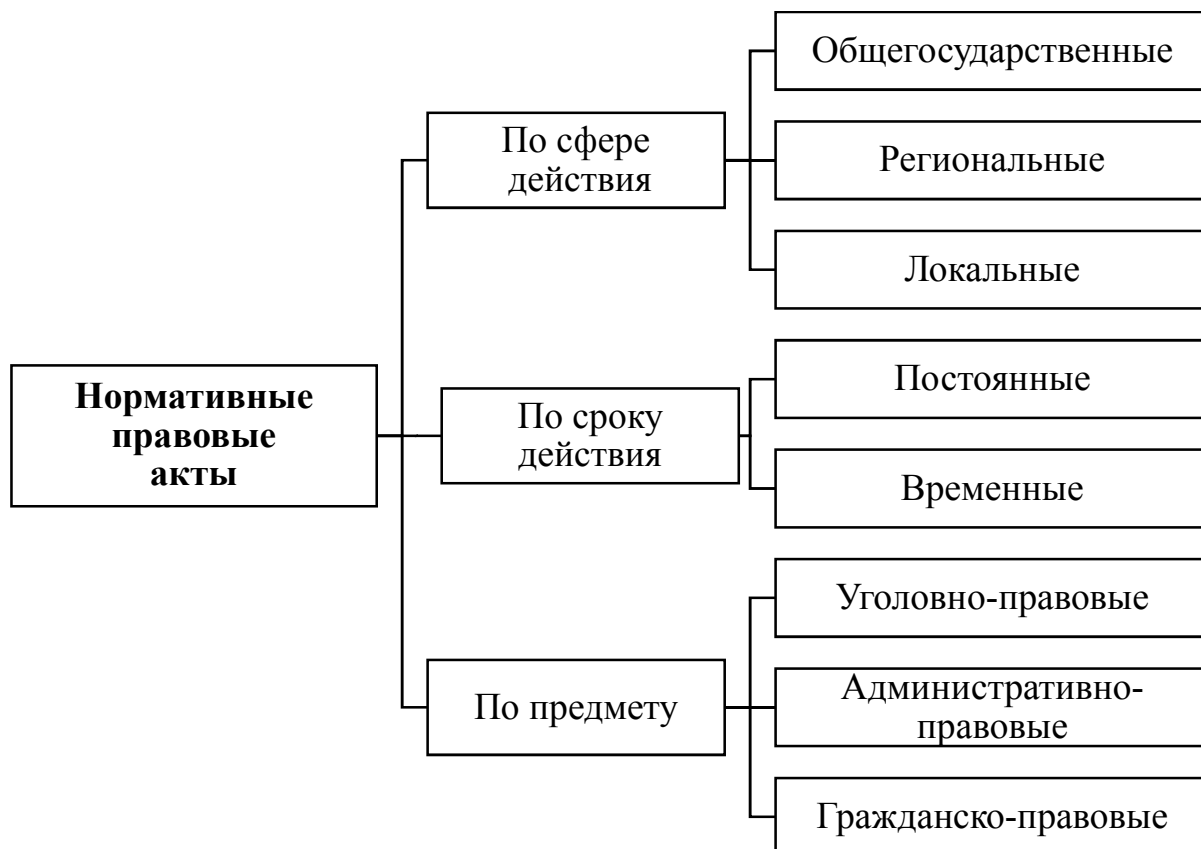 Общегосударственные
По сфере
действия
Региональные
Локальные
Нормативные
правовые
акты
По сроку
действия
Постоянные
Временные
Уголовно-правовые
По предмету
Административно-
правовые
Гражданско-правовые